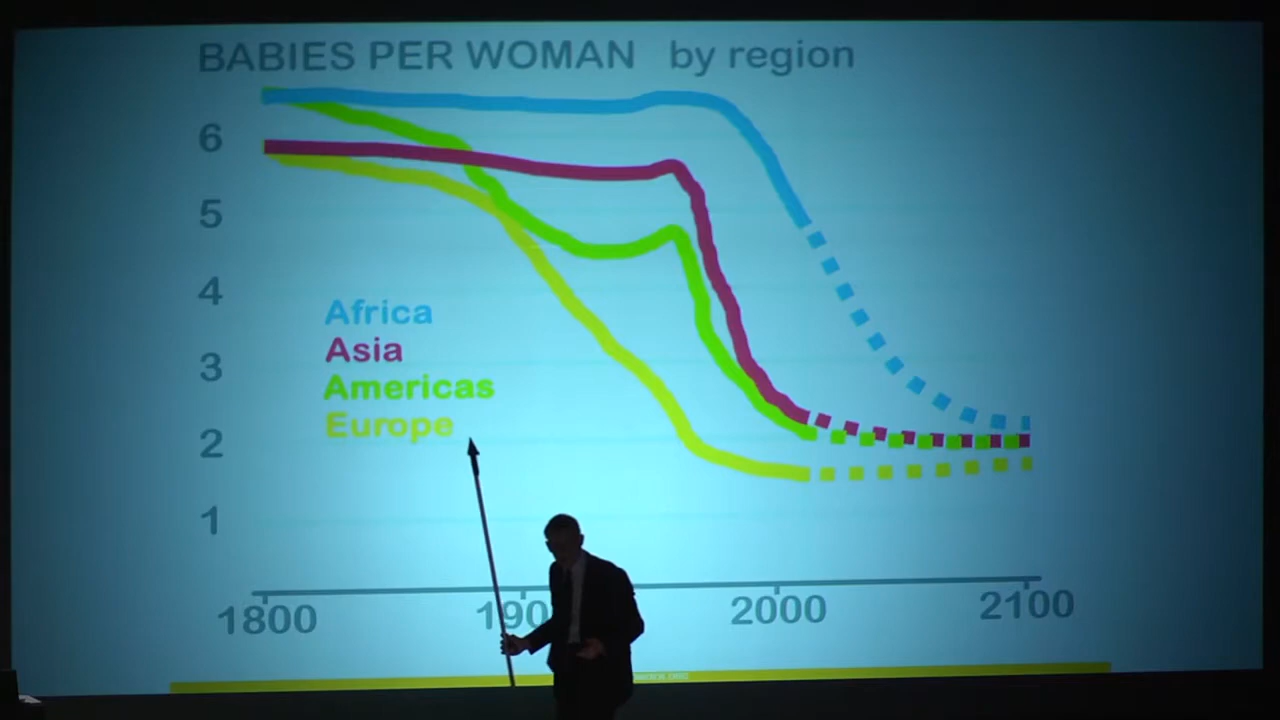 BABIES PER WOMAN by region
6
5
4
3
2
1
Africa
Asia
Americas
Europe
1800 190 2000 2100